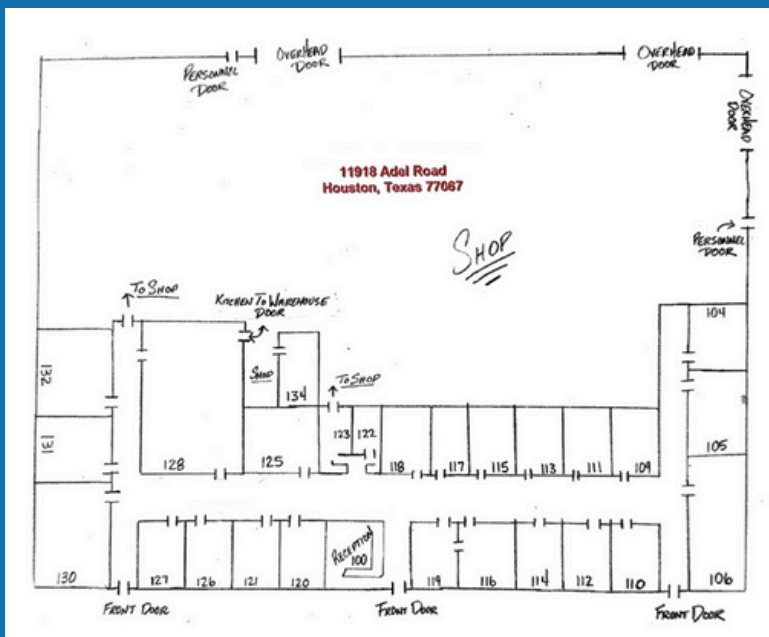 PERSONNEL
DOOR
OVERHEAD
DOOR
OVERHEAD
DOOR
OVERHEAD
DOOR
11918 Adel Road
Houston, Texas 77067
SHOP
PERSONNEL
DOOR
TO SHOP
KITCHEN TO WAREHOUSE
DOOR
104
132
SHOP
134
TO SHOP
131
128
125
123
122
118
117
115
113
111
109
105
RECEPTION
100
130
127
126
121
120
119
116
114
112
110
106
FRONT DOOR
FRONT DOOR
FRONT DOOR